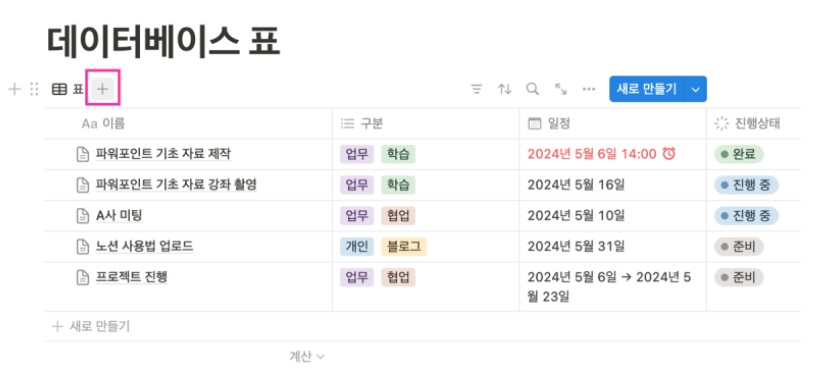 데이터베이스 표
표
새로 만들기
Aa 이름 구분 일정 진행상태
파워포인트 기초 자료 제작 업무 학습 2024년 5월 6일 14:00 완료
파워포인트 기초 자료 강좌 촬영 업무 학습 2024년 5월 16일 진행 중
A사 미팅 업무 협업 2024년 5월 10일 진행 중
노션 사용법 업로드 개인 블로그 2024년 5월 31일 준비
프로젝트 진행 업무 협업 2024년 5월 6일 → 2024년 5 준비
월 23일
+ 새로 만들기
계산